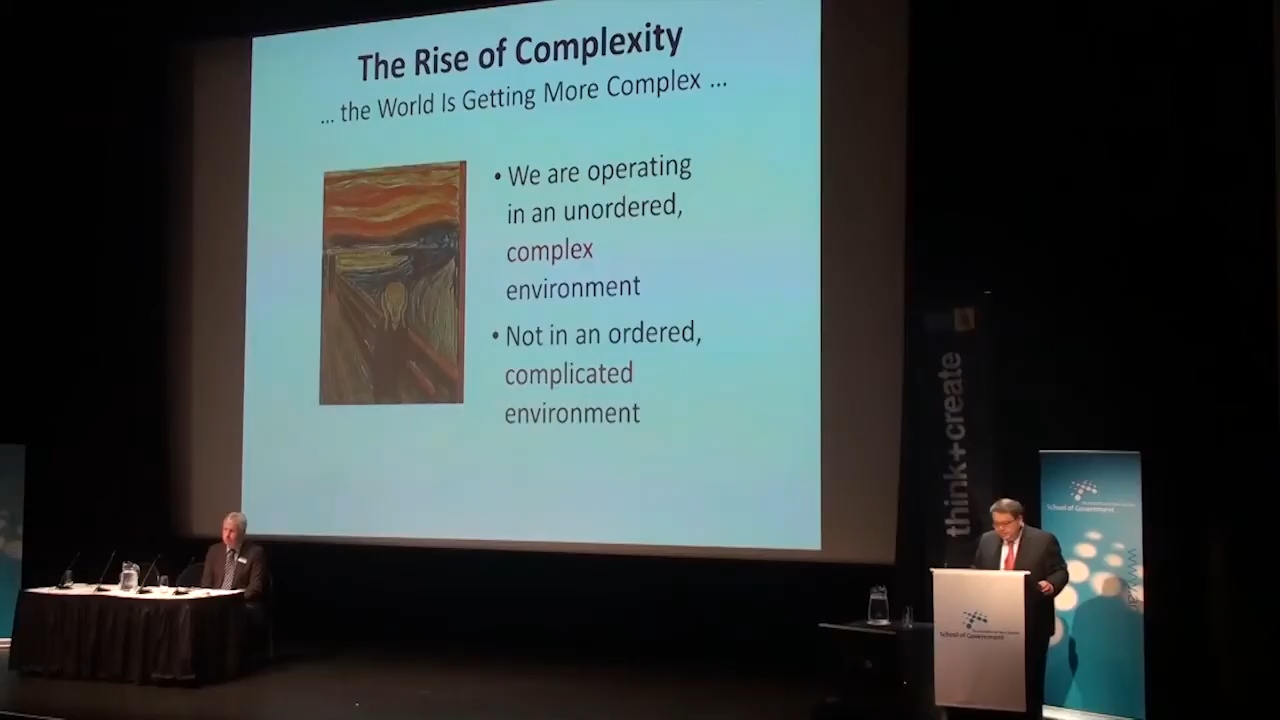 The Rise of Complexity
... the World Is Getting More Complex ...
• We are operating
in an unordered,
complex
environment
• Not in an ordered,
complicated
environment
think+create
School of Government
School of Government